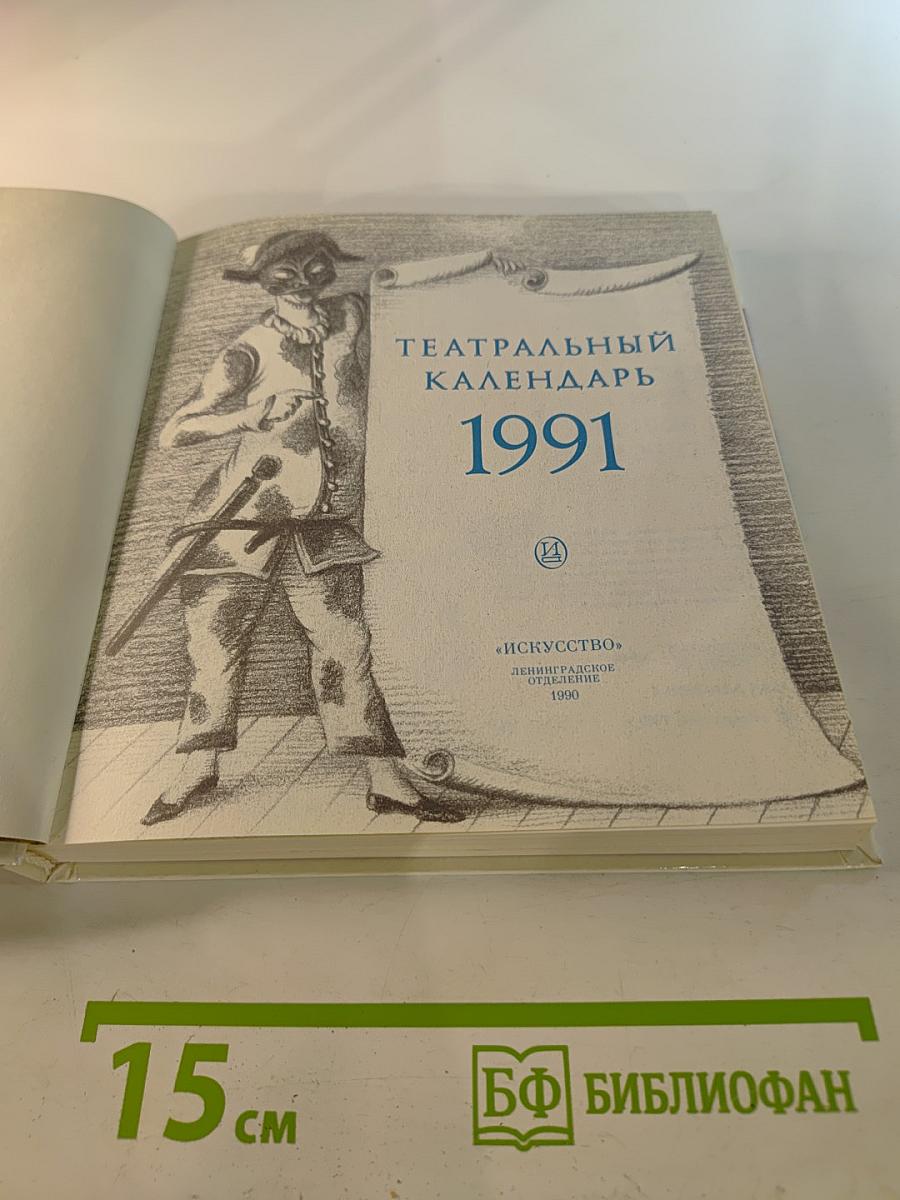 ТЕАТРАЛЬНЫЙ
КАЛЕНДАРЬ
1991
И
«ИСКУССТВО»
ЛЕНИНГРАДСКОЕ
ОТДЕЛЕНИЕ
1990
15 см
БФ БИБЛИОФАН